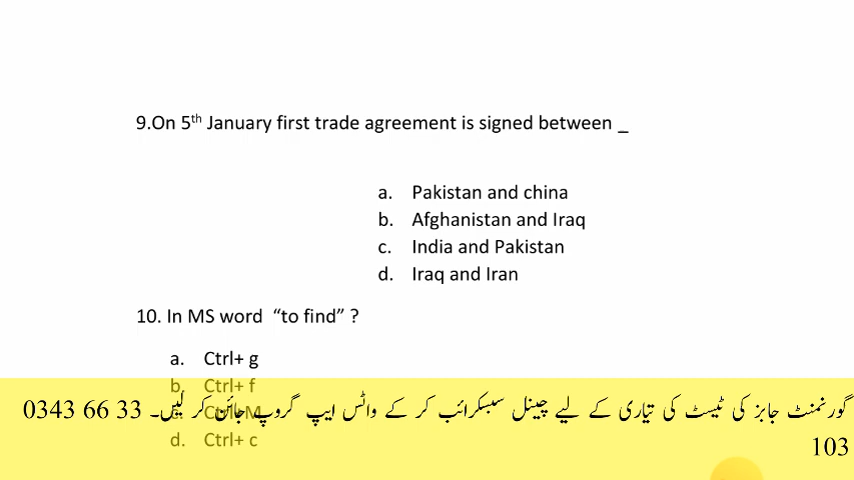 9.On 5th January first trade agreement is signed between _
a. Pakistan and china
b. Afghanistan and Iraq
c. India and Pakistan
d. Iraq and Iran
10. In MS word “to find” ?
a. Ctrl+ g
b. Ctrl+ f
c. Ctrl+M
d. Ctrl+ c
گورنمنٹ جابز کی ٹیسٹ کی تیاری کے لیے چینل سبسکرائب کر کے واٹس ایپ گروپ جائن کر لیں۔ 0343 66 33
103